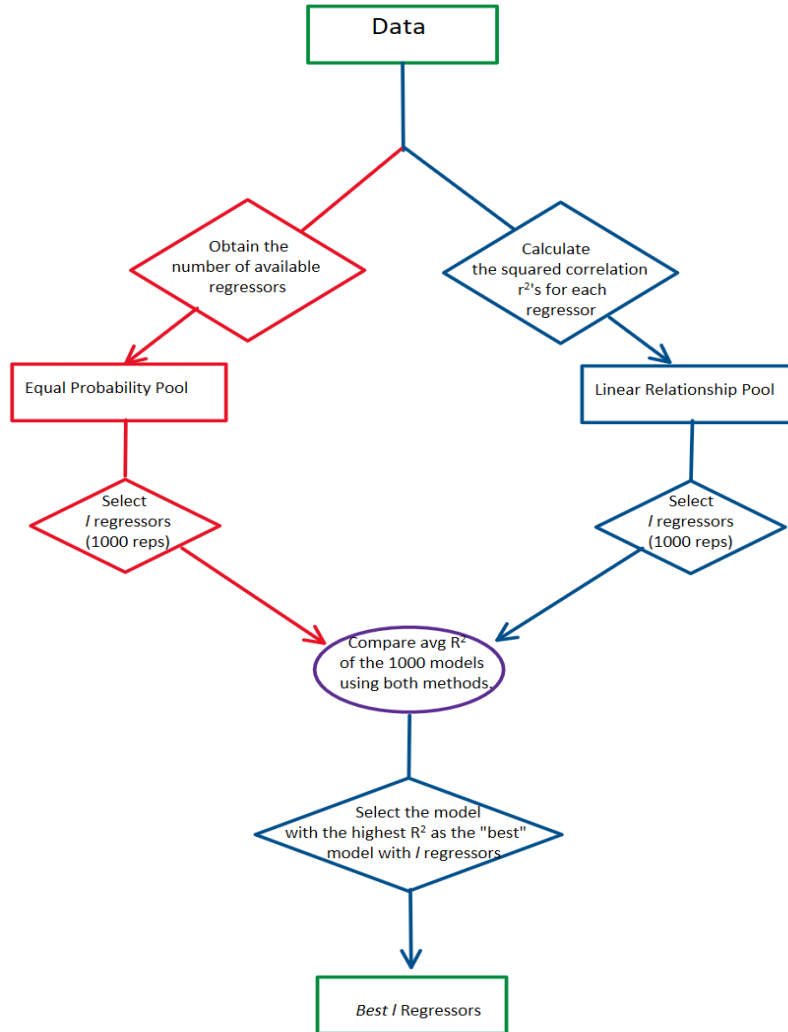 Data
Obtain the
number of available
regressors
Calculate
the squared correlation
r²'s for each
regressor
Equal Probability Pool
Linear Relationship Pool
Select
l regressors
(1000 reps)
Select
l regressors
(1000 reps)
Compare avg R²
of the 1000 models
using both methods.
Select the model
with the highest R² as the "best"
model with l regressors
Best l Regressors